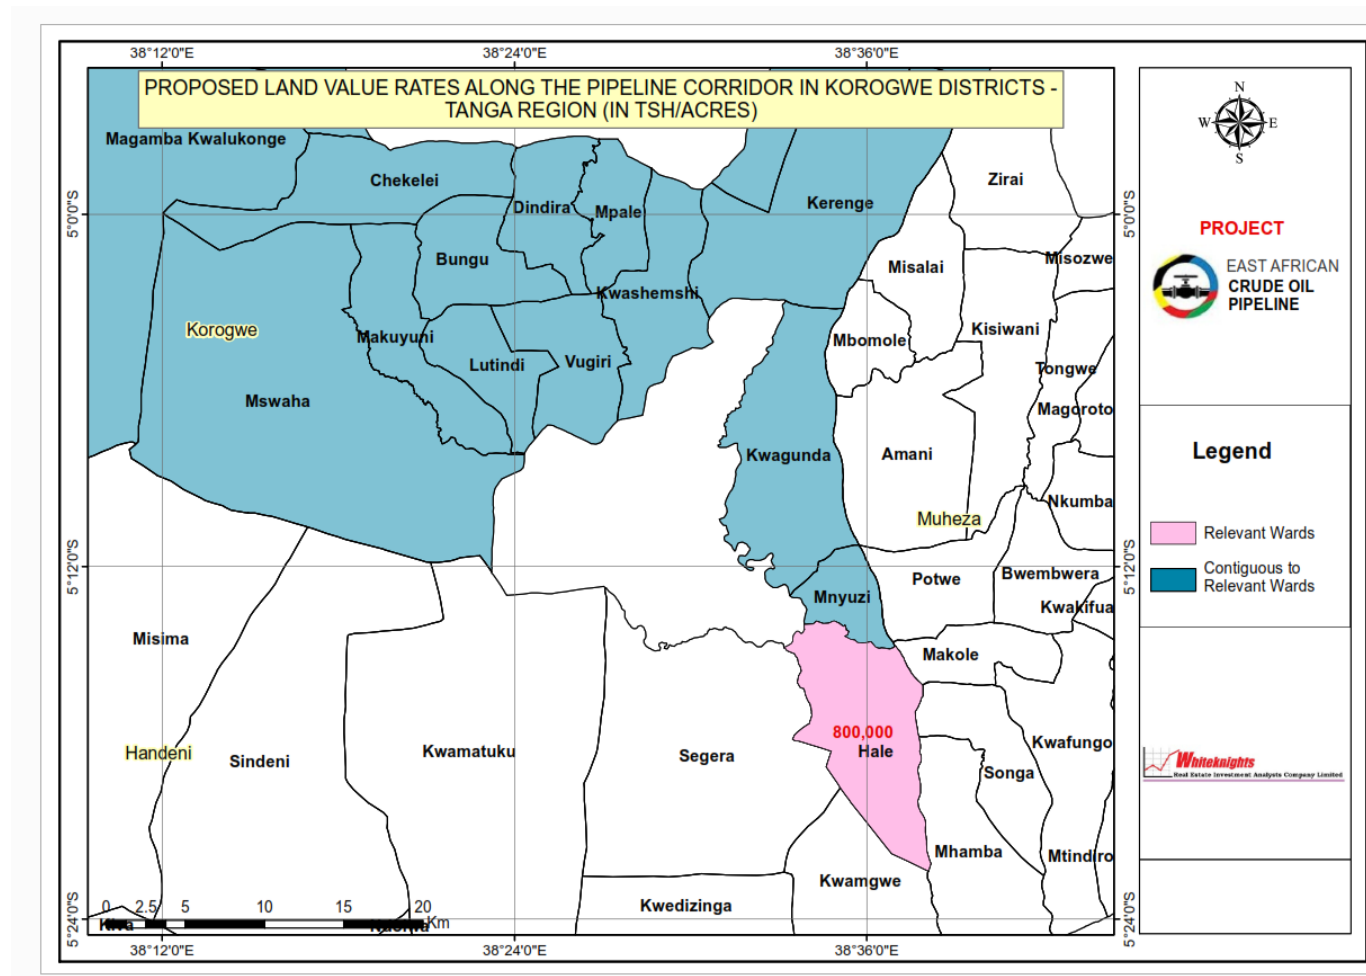 38°12'0"E 38°24'0"E 38°36'0"E
PROPOSED LAND VALUE RATES ALONG THE PIPELINE CORRIDOR IN KOROGWE DISTRICTS -
TANGA REGION (IN TSH/ACRES)
N
W E
S
Magamba Kwalukonge
Chekelei
Zirai
Dindira
Mpale
Kerenge
5°0'0"S
5°0'0"S
PROJECT
EAST AFRICAN
CRUDE OIL
PIPELINE
Bungu
Misalai
Misozwe
Kwashemshi
Korogwe
Makuyuni
Mbomole
Kisiwani
Lutindi
Vugiri
Tongwe
Mswaha
Magoroto
Kwagunda
Amani
Legend
Nkumba
Muheza
Relevant Wards
Contiguous to
Relevant Wards
5°12'0"S
5°12'0"S
Potwe
Bwembwera
Mnyuzi
Kwakifua
Misima
Makole
800,000
Hale
Handeni
Sindeni
Kwamatuku
Segera
Kwafungo
Songa
Whiteknights
Real Estate Investment Analysts Company Limited
Mhamba
Mtindiro
Kwamgwe
Kwedizinga
0 2.5 5 10 15 20
Km
5°24'0"S
5°24'0"S
38°12'0"E 38°24'0"E 38°36'0"E